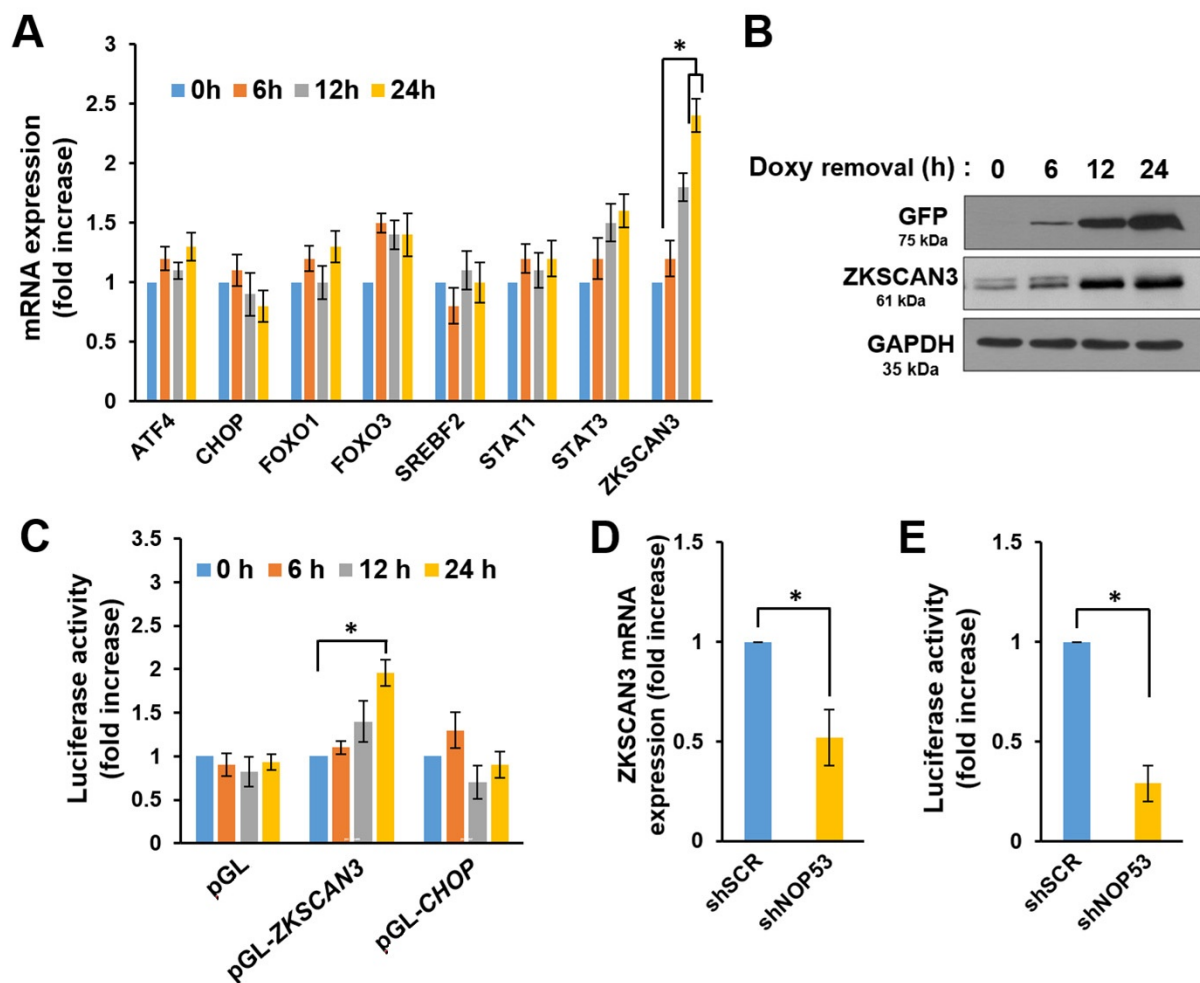 A
mRNA expression
(fold increase)
3
2.5
2
1.5
1
0.5
0
0h 6h 12h 24h
*
ATF4
CHOP
FOXO1
FOXO3
SREBF2
STAT1
STAT3
ZKSCAN3
B
Doxy removal (h) : 0 6 12 24
GFP
75 kDa
ZKSCAN3
61 kDa
GAPDH
35 kDa
C
Luciferase activity
(fold increase)
3.5
3
2.5
2
1.5
1
0.5
0
0 h 6 h 12 h 24 h
*
pGL
pGL-ZKSCAN3
pGL-CHOP
D
ZKSCAN3 mRNA
expression (fold increase)
1.5
1
0.5
0
*
shSCR
shNOP53
E
Luciferase activity
(fold increase)
1.5
1
0.5
0
*
shSCR
shNOP53